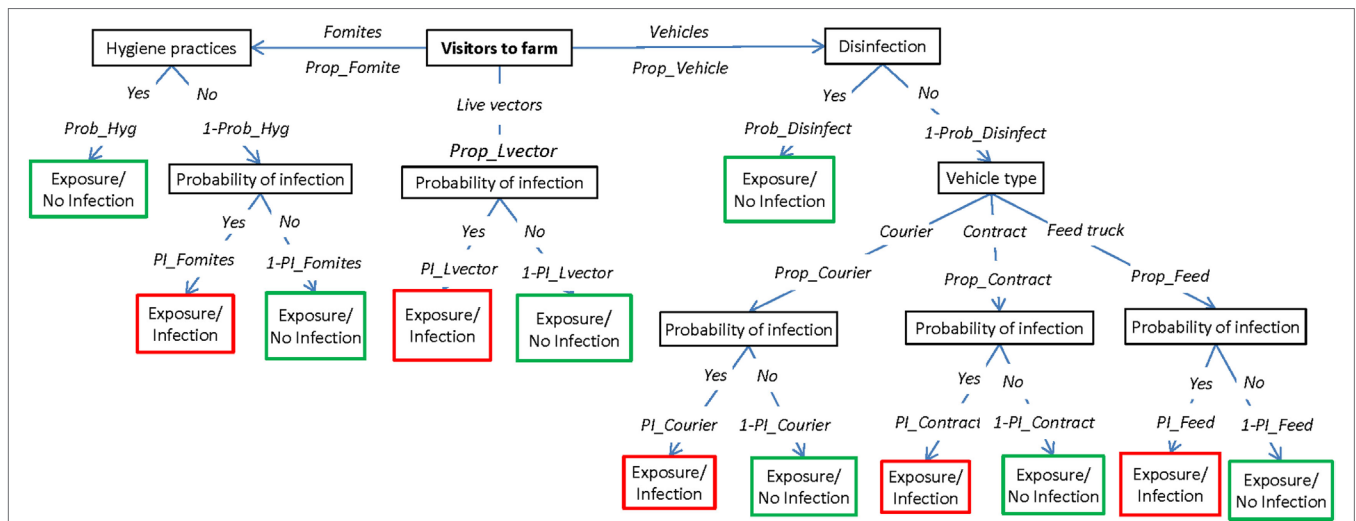 Fomites
Vehicles
Hygiene practices
Visitors to farm
Disinfection
Prop_Fomite
Prop_Vehicle
Yes
No
Live vectors
Yes
No
Prob_Hyg
1-Prob_Hyg
Prop_Lvector
Prob_Disinfect
1-Prob_Disinfect
Exposure/
No Infection
Probability of infection
Probability of infection
Exposure/
No Infection
Vehicle type
Yes
No
Yes
No
Courier
Contract
Feed truck
PI_Fomites
1-PI_Fomites
PI_Lvector
1-PI_Lvector
Prop_Courier
Prop_Contract
Prop_Feed
Exposure/
Infection
Exposure/
No Infection
Exposure/
Infection
Exposure/
No Infection
Probability of infection
Probability of infection
Probability of infection
Yes
No
Yes
No
Yes
No
PI_Courier
1-PI_Courier
PI_Contract
1-PI_Contract
PI_Feed
1-PI_Feed
Exposure/
Infection
Exposure/
No Infection
Exposure/
Infection
Exposure/
No Infection
Exposure/
Infection
Exposure/
No Infection